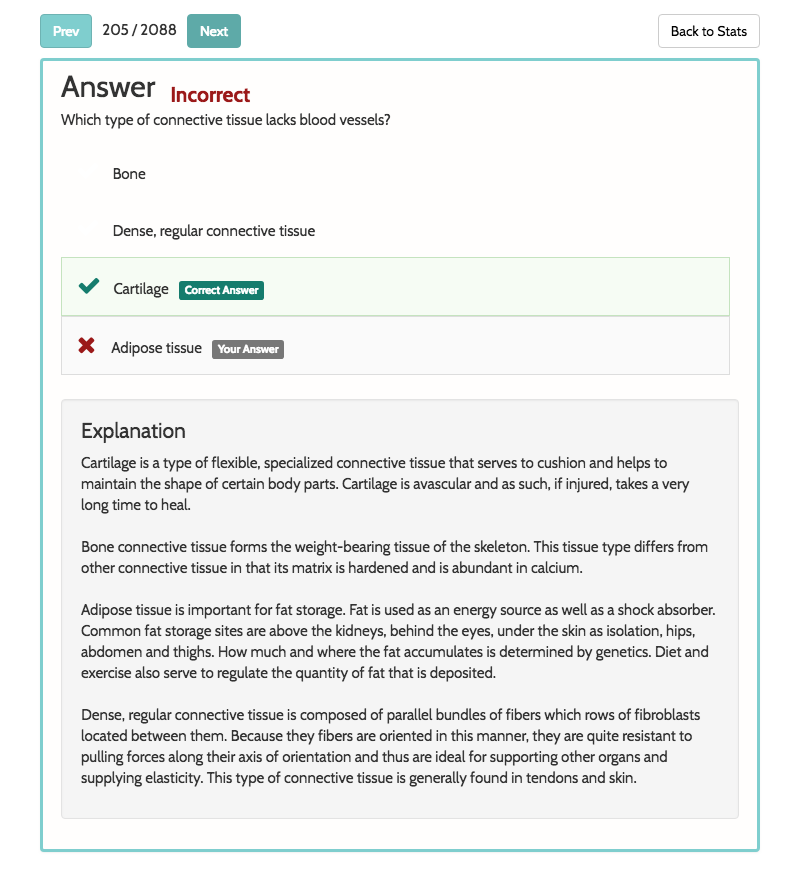 Prev 205 / 2088 Next Back to Stats
Answer Incorrect
Which type of connective tissue lacks blood vessels?
Bone
Dense, regular connective tissue
Cartilage Correct Answer
Adipose tissue Your Answer
Explanation
Cartilage is a type of flexible, specialized connective tissue that serves to cushion and helps to
maintain the shape of certain body parts. Cartilage is avascular and as such, if injured, takes a very
long time to heal.
Bone connective tissue forms the weight-bearing tissue of the skeleton. This tissue type differs from
other connective tissue in that its matrix is hardened and is abundant in calcium.
Adipose tissue is important for fat storage. Fat is used as an energy source as well as a shock absorber.
Common fat storage sites are above the kidneys, behind the eyes, under the skin as isolation, hips,
abdomen and thighs. How much and where the fat accumulates is determined by genetics. Diet and
exercise also serve to regulate the quantity of fat that is deposited.
Dense, regular connective tissue is composed of parallel bundles of fibers which rows of fibroblasts
located between them. Because they fibers are oriented in this manner, they are quite resistant to
pulling forces along their axis of orientation and thus are ideal for supporting other organs and
supplying elasticity. This type of connective tissue is generally found in tendons and skin.